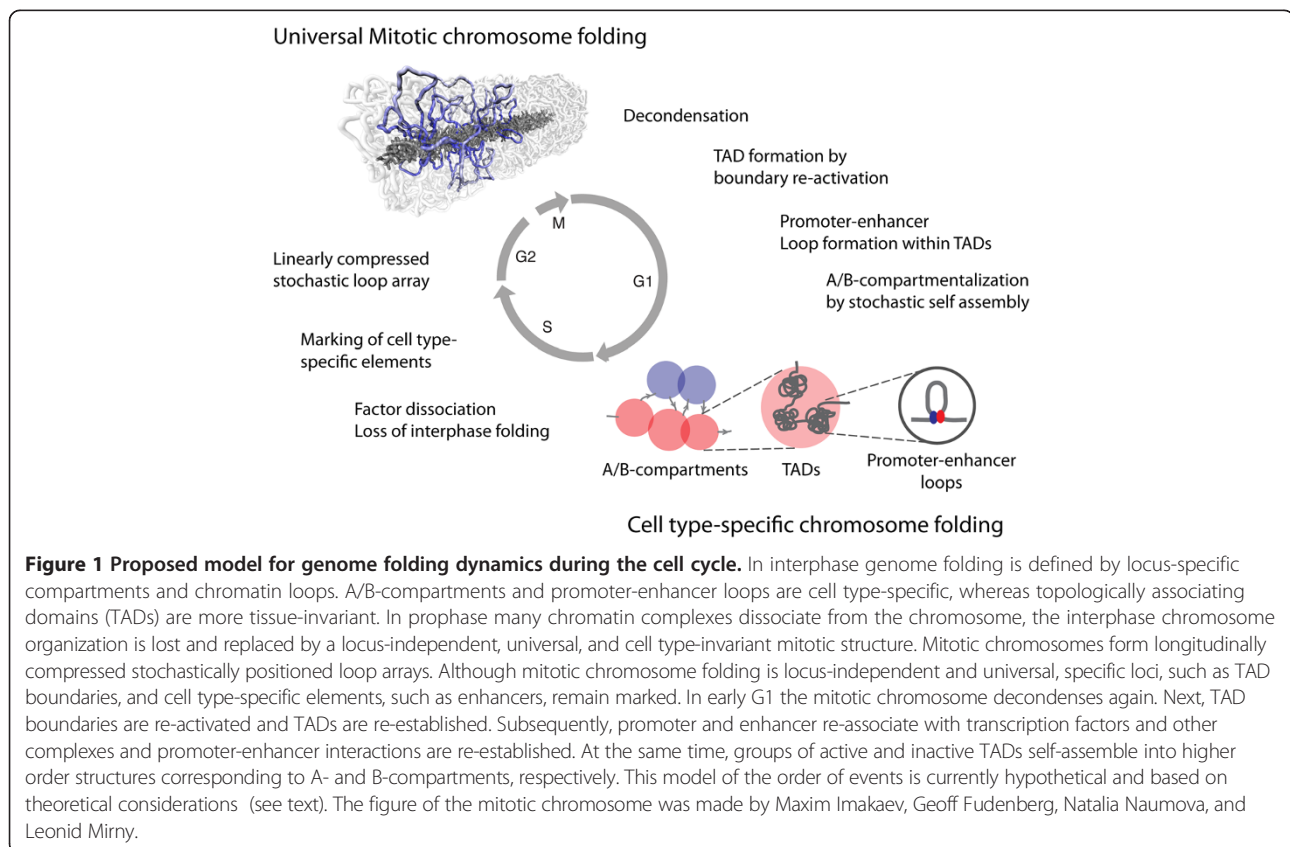 Universal Mitotic chromosome folding
Decondensation
TAD formation by
boundary re-activation
Promoter-enhancer
Loop formation within TADs
A/B-compartmentalization
by stochastic self assembly
M
G1
S
G2
Linearly compressed
stochastic loop array
Marking of cell type-
specific elements
Factor dissociation
Loss of interphase folding
A/B-compartments
TADs
Promoter-enhancer
loops
Cell type-specific chromosome folding
Figure 1 Proposed model for genome folding dynamics during the cell cycle. In interphase genome folding is defined by locus-specific
compartments and chromatin loops. A/B-compartments and promoter-enhancer loops are cell type-specific, whereas topologically associating
domains (TADs) are more tissue-invariant. In prophase many chromatin complexes dissociate from the chromosome, the interphase chromosome
organization is lost and replaced by a locus-independent, universal, and cell type-invariant mitotic structure. Mitotic chromosomes form longitudinally
compressed stochastically positioned loop arrays. Although mitotic chromosome folding is locus-independent and universal, specific loci, such as TAD
boundaries, and cell type-specific elements, such as enhancers, remain marked. In early G1 the mitotic chromosome decondenses again. Next, TAD
boundaries are re-activated and TADs are re-established. Subsequently, promoter and enhancer re-associate with transcription factors and other
complexes and promoter-enhancer interactions are re-established. At the same time, groups of active and inactive TADs self-assemble into higher
order structures corresponding to A- and B-compartments, respectively. This model of the order of events is currently hypothetical and based on
theoretical considerations (see text). The figure of the mitotic chromosome was made by Maxim Imakaev, Geoff Fudenberg, Natalia Naumova, and
Leonid Mirny.